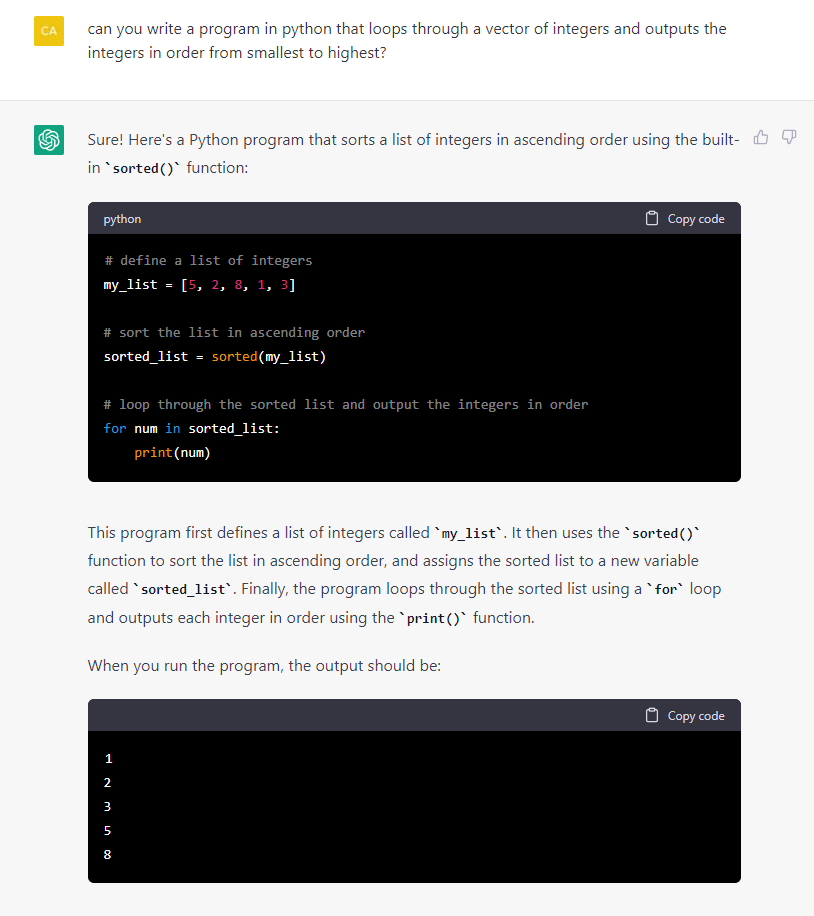 CA
can you write a program in python that loops through a vector of integers and outputs the
integers in order from smallest to highest?
Sure! Here's a Python program that sorts a list of integers in ascending order using the built-
in `sorted()` function:
python
Copy code
# define a list of integers
my_list = [5, 2, 8, 1, 3]
# sort the list in ascending order
sorted_list = sorted(my_list)
# loop through the sorted list and output the integers in order
for num in sorted_list:
    print(num)
This program first defines a list of integers called `my_list`. It then uses the `sorted()`
function to sort the list in ascending order, and assigns the sorted list to a new variable
called `sorted_list`. Finally, the program loops through the sorted list using a `for` loop
and outputs each integer in order using the `print()` function.
When you run the program, the output should be:
Copy code
1
2
3
5
8